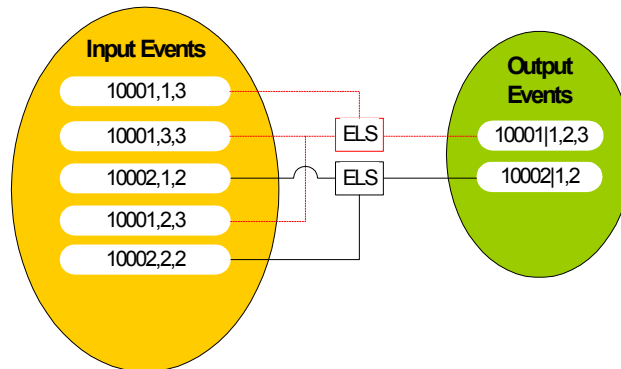 Input Events
10001,1,3
10001,3,3
10002,1,2
10001,2,3
10002,2,2
ELS
ELS
Output
Events
10001|1,2,3
10002|1,2